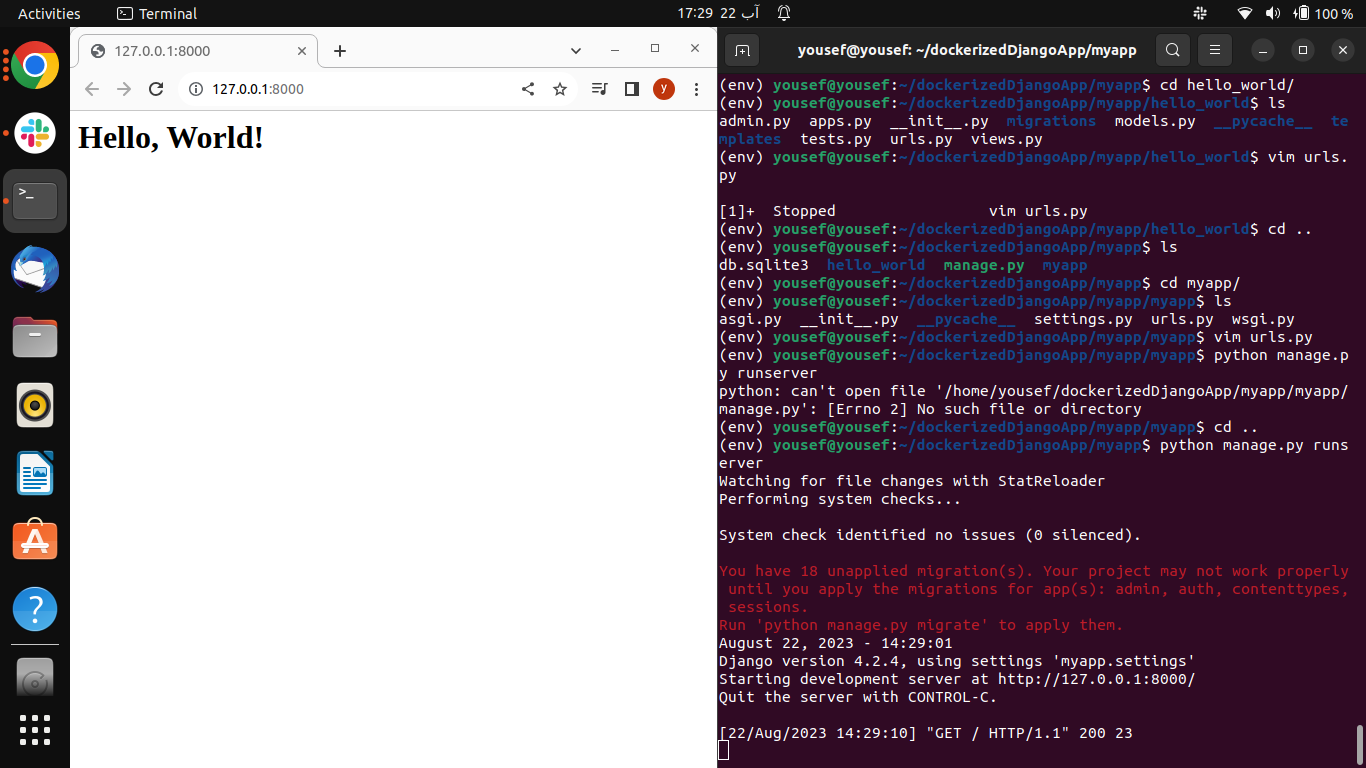 Activities
Terminal
17:29 22 آب
100 %
127.0.0.1:8000
127.0.0.1:8000
y
Hello, World!
yousef@yousef: ~/dockerizedDjangoApp/myapp
(env) yousef@yousef:~/dockerizedDjangoApp/myapp$ cd hello_world/
(env) yousef@yousef:~/dockerizedDjangoApp/myapp/hello_world$ ls
admin.py  apps.py  __init__.py  migrations  models.py  __pycache__  te
mplates  tests.py  urls.py  views.py
(env) yousef@yousef:~/dockerizedDjangoApp/myapp/hello_world$ vim urls.
py
[1]+  Stopped                 vim urls.py
(env) yousef@yousef:~/dockerizedDjangoApp/myapp/hello_world$ cd ..
(env) yousef@yousef:~/dockerizedDjangoApp/myapp$ ls
db.sqlite3  hello_world  manage.py  myapp
(env) yousef@yousef:~/dockerizedDjangoApp/myapp$ cd myapp/
(env) yousef@yousef:~/dockerizedDjangoApp/myapp/myapp$ ls
asgi.py  __init__.py  __pycache__  settings.py  urls.py  wsgi.py
(env) yousef@yousef:~/dockerizedDjangoApp/myapp/myapp$ vim urls.py
(env) yousef@yousef:~/dockerizedDjangoApp/myapp/myapp$ python manage.p
y runserver
python: can't open file '/home/yousef/dockerizedDjangoApp/myapp/myapp/
manage.py': [Errno 2] No such file or directory
(env) yousef@yousef:~/dockerizedDjangoApp/myapp/myapp$ cd ..
(env) yousef@yousef:~/dockerizedDjangoApp/myapp$ python manage.py runs
erver
Watching for file changes with StatReloader
Performing system checks...
System check identified no issues (0 silenced).
You have 18 unapplied migration(s). Your project may not work properly
 until you apply the migrations for app(s): admin, auth, contenttypes,
 sessions.
Run 'python manage.py migrate' to apply them.
August 22, 2023 - 14:29:01
Django version 4.2.4, using settings 'myapp.settings'
Starting development server at http://127.0.0.1:8000/
Quit the server with CONTROL-C.
[22/Aug/2023 14:29:10] "GET / HTTP/1.1" 200 23